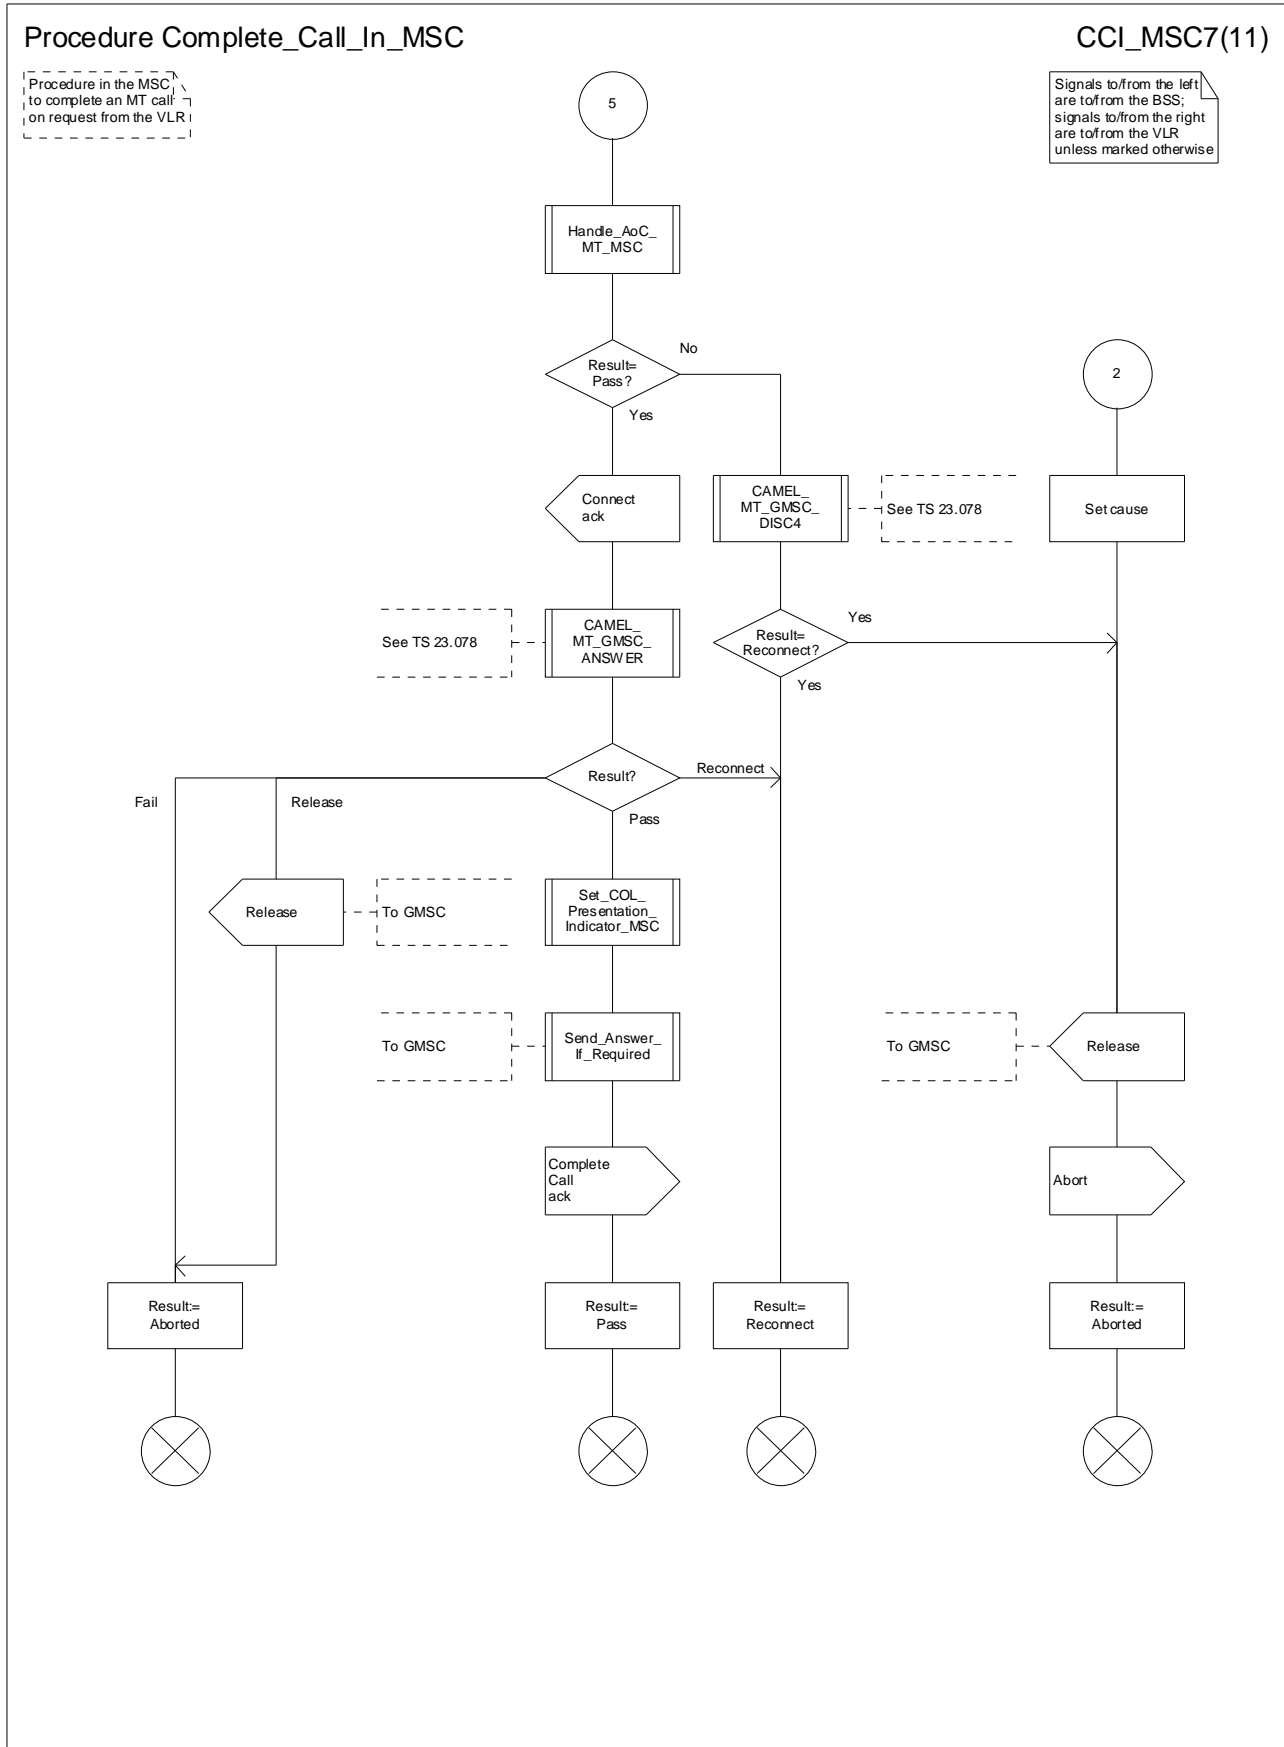 Procedure Complete_Call_In_MSC
CCI_MSC7(11)
Procedure in the MSC
to complete an MT call
on request from the VLR
Signals to/from the left
are to/from the BSS;
signals to/from the right
are to/from the VLR
unless marked otherwise
5
Handle_AoC_
MT_MSC
Result=
Pass?
No
Yes
2
Connect
ack
CAMEL_
MT_GMSC_
DISC4
See TS 23.078
Set cause
See TS 23.078
CAMEL_
MT_GMSC_
ANSWER
Result=
Reconnect?
Yes
Yes
Result?
Reconnect
Fail
Release
Pass
Release
To GMSC
Set_COL_
Presentation_
Indicator_MSC
To GMSC
Send_Answer_
If_Required
To GMSC
Release
Complete
Call
ack
Abort
Result:=
Aborted
Result:=
Pass
Result:=
Reconnect
Result:=
Aborted